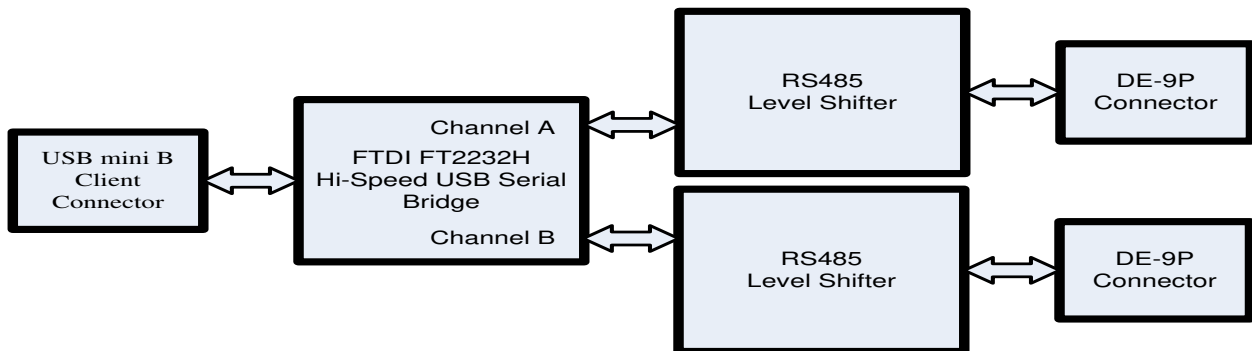 USB mini B
Client
Connector
Channel A
FTDI FT2232H
Hi-Speed USB Serial
Bridge
Channel B
RS485
Level Shifter
DE-9P
Connector
RS485
Level Shifter
DE-9P
Connector